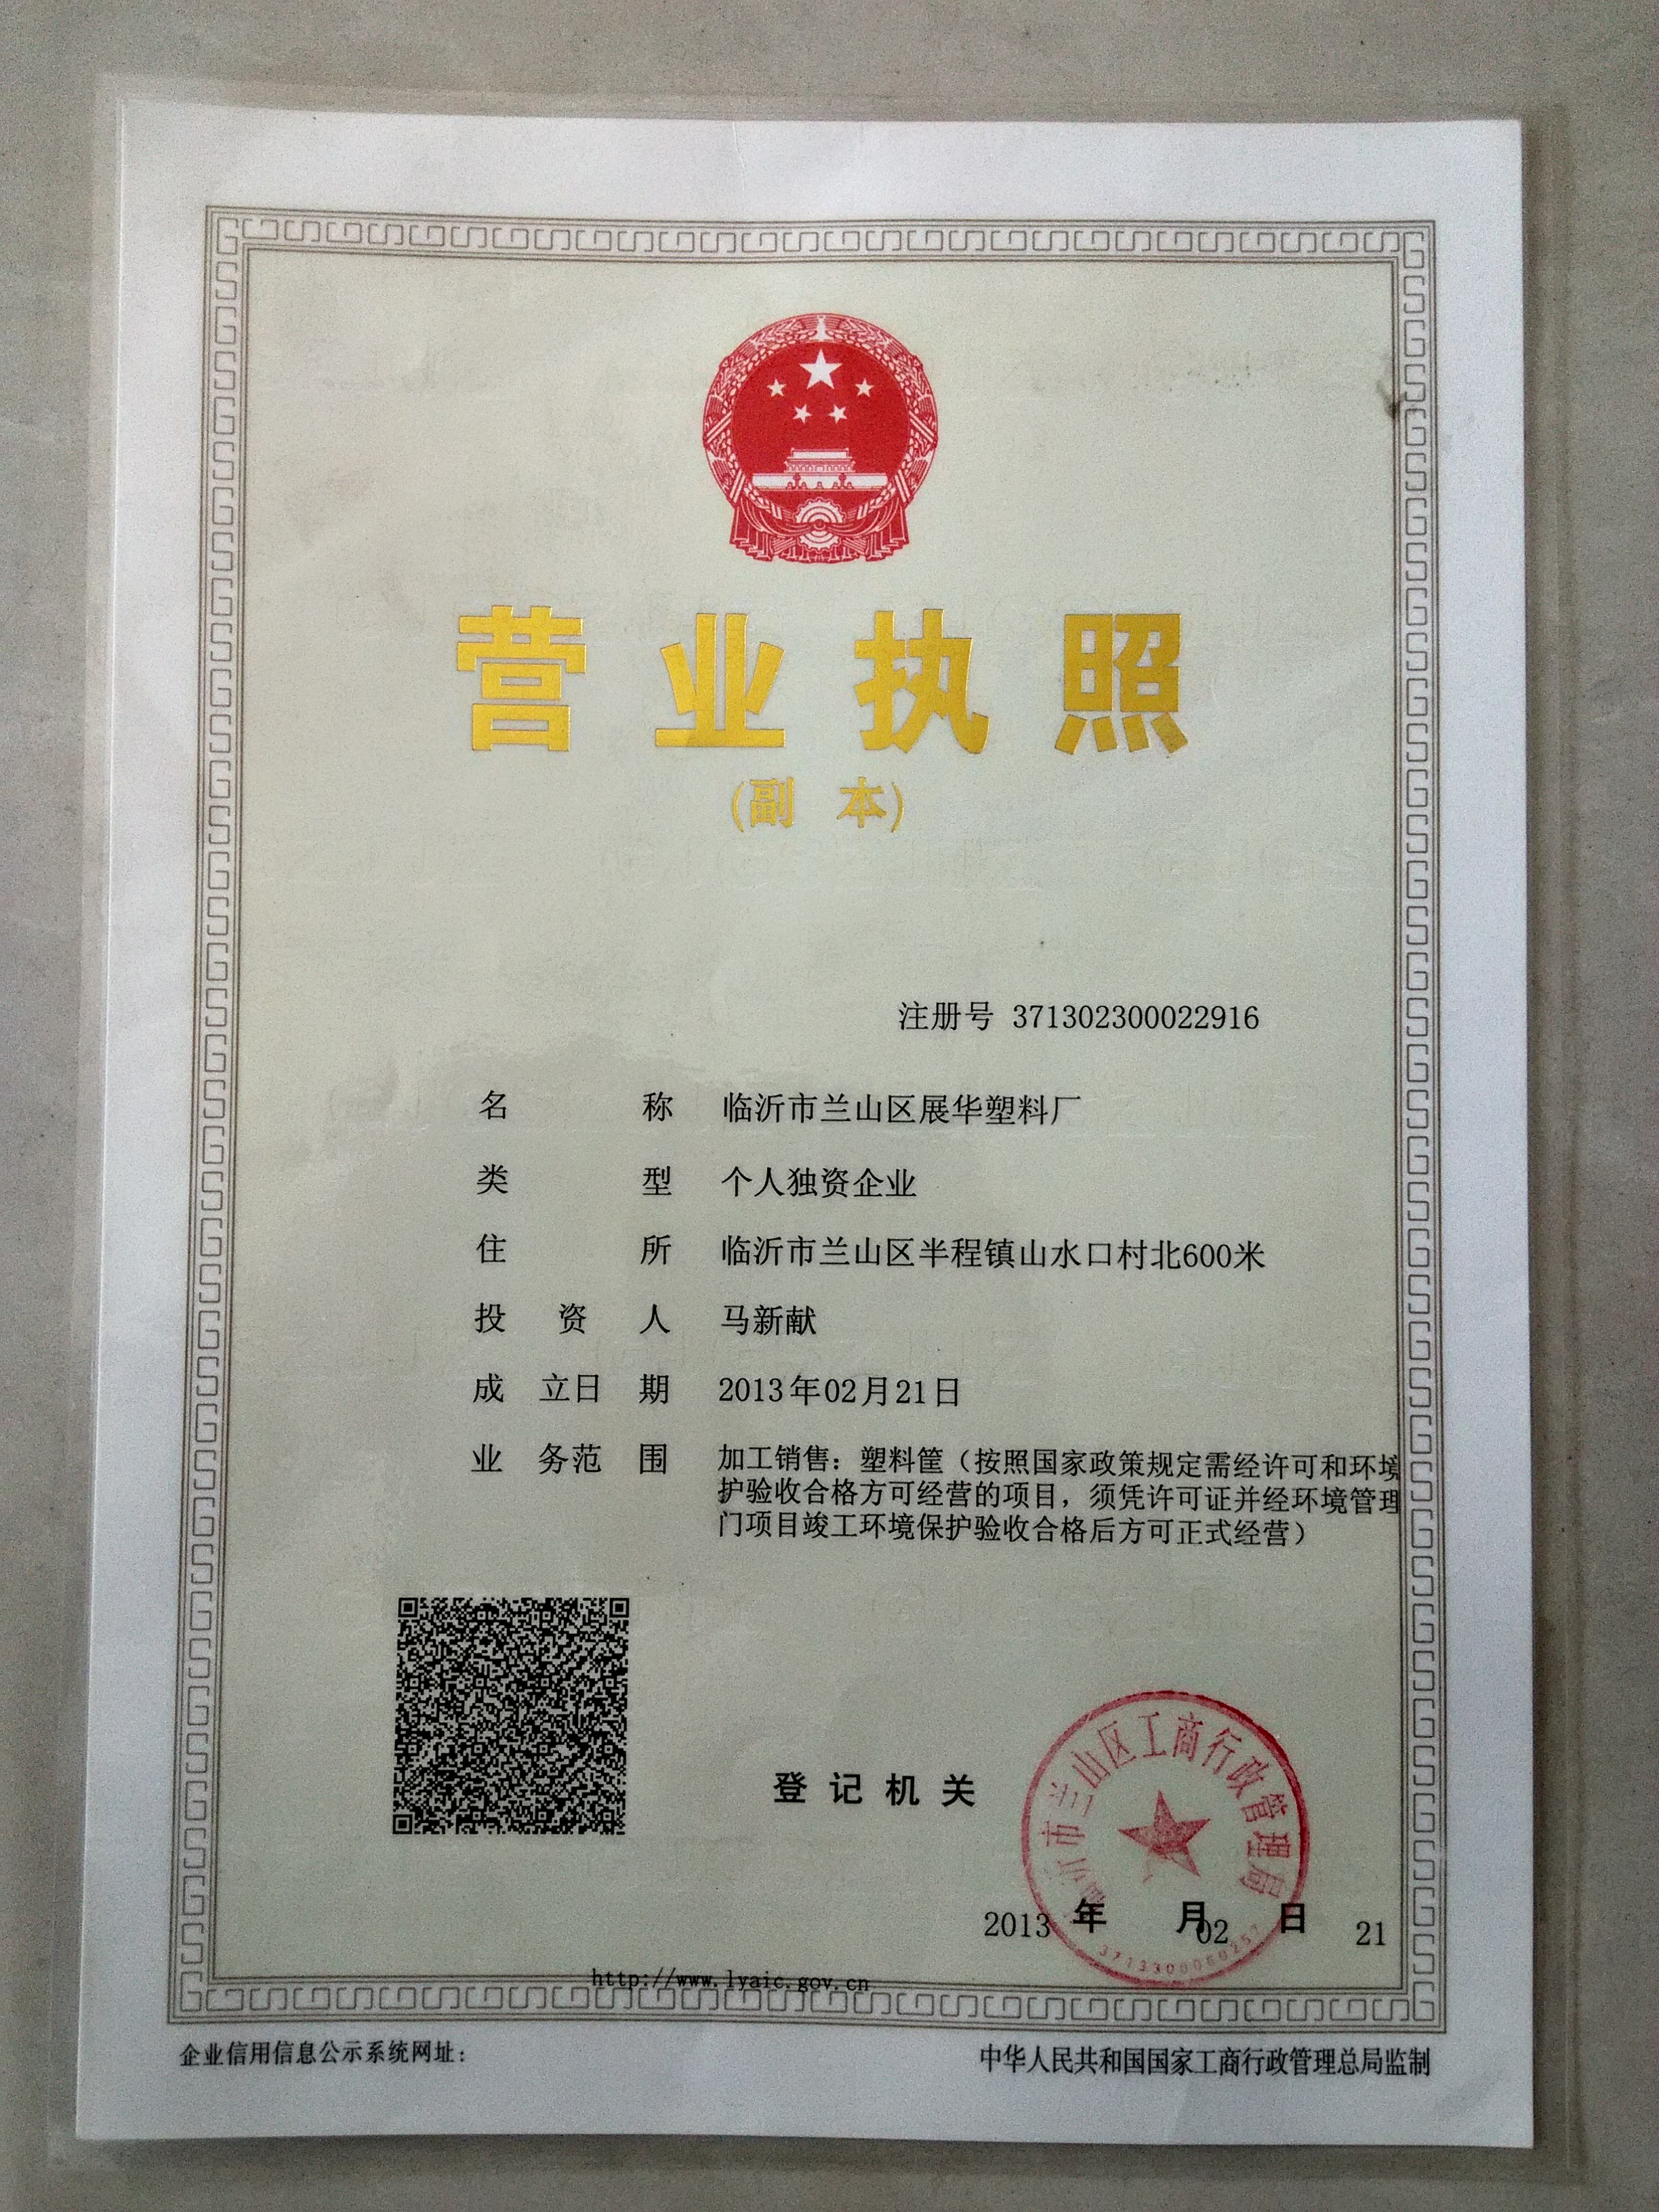 营业执照
(副 本)
注册号 371302300022916
名 称 临沂市兰山区展华塑料厂
类 型 个人独资企业
住 所 临沂市兰山区半程镇山水口村北600米
投 资 人 马新献
成 立日 期 2013年02月21日
业 务范 围 加工销售：塑料筐（按照国家政策规定需经许可和环境
护验收合格方可经营的项目，须凭许可证并经环境管理
门项目竣工环境保护验收合格后方可正式经营）
登 记 机 关
沂市兰山区工商行政管理局
2013 年 月02 日 21
http://www.lyaic.gov.cn
企业信用信息公示系统网址：
中华人民共和国国家工商行政管理总局监制